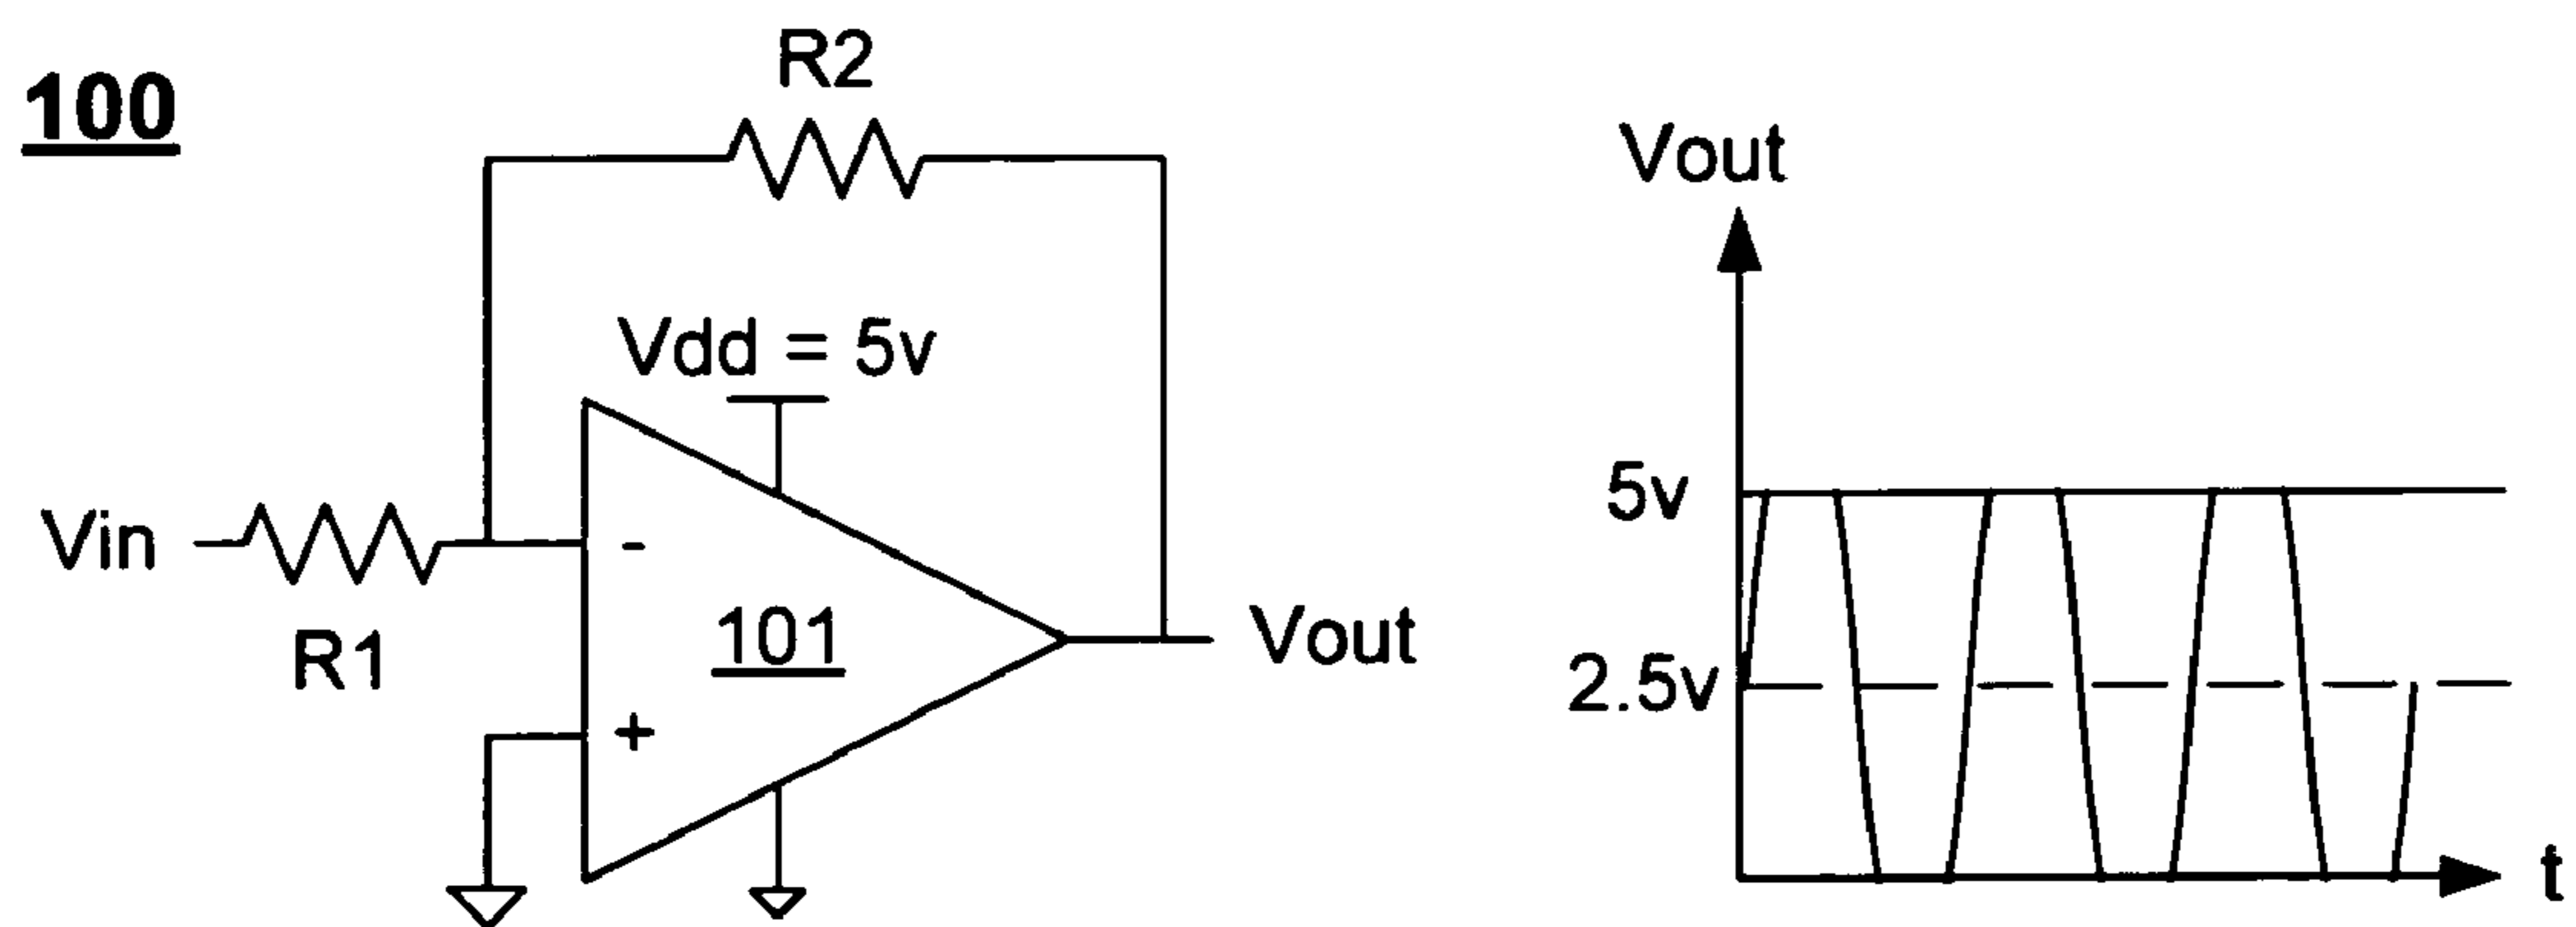 100
R2
Vdd = 5v
Vin
R1
-
+
101
Vout
Vout
5v
2.5v
t